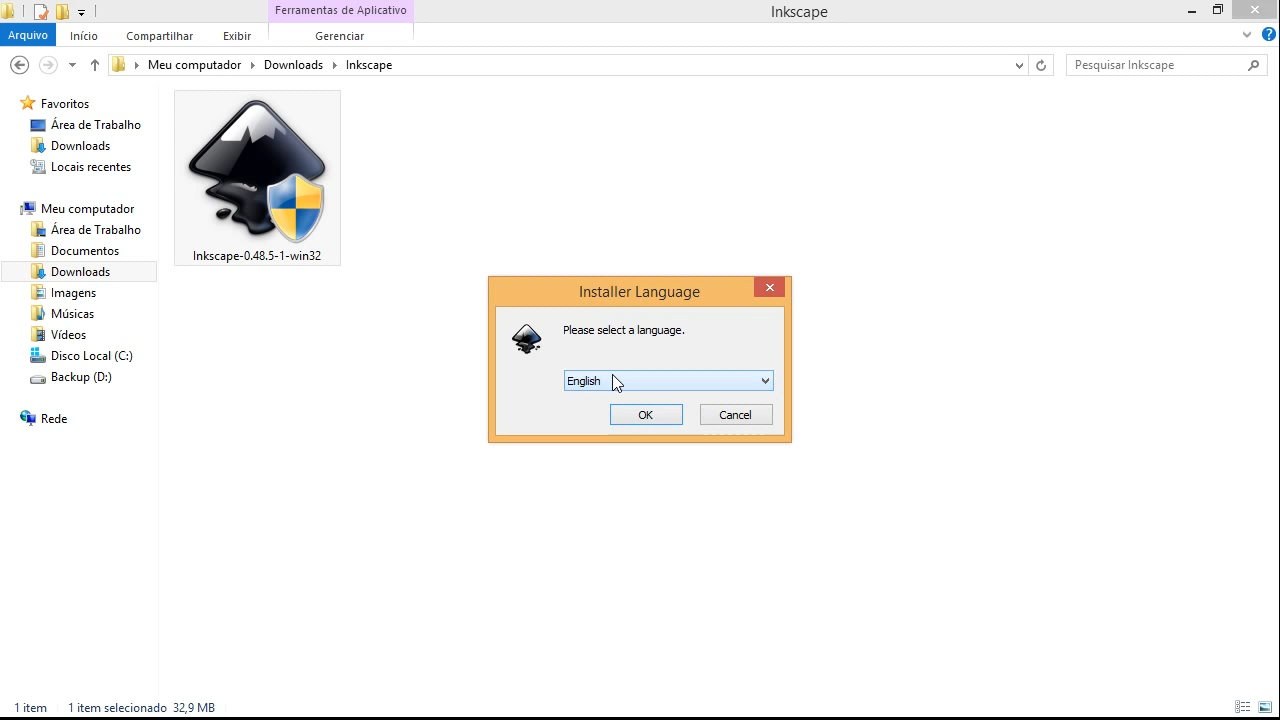 Ferramentas de Aplicativo
Inkscape
Arquivo
Início
Compartilhar
Exibir
Gerenciar
Meu computador
Downloads
Inkscape
Pesquisar Inkscape
Favoritos
Área de Trabalho
Downloads
Locais recentes
Meu computador
Área de Trabalho
Documentos
Downloads
Imagens
Músicas
Vídeos
Disco Local (C:)
Backup (D:)
Rede
Inkscape-0.48.5-1-win32
Installer Language
Please select a language.
English
OK
Cancel
1 item
1 item selecionado 32,9 MB